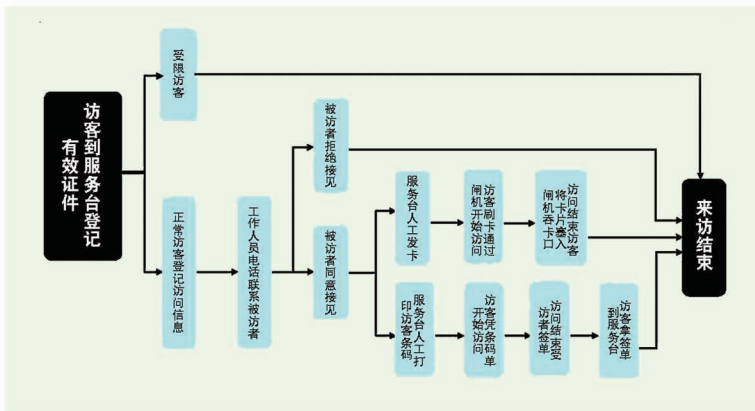 访客到服务台登记
有效证件
受限访客
正常访客登记访问信息
工作人员电话联系被访者
被访者拒绝接见
被访者同意接见
服务台人工发卡
访客刷卡通过
闸机开始访问
访问结束访客
将卡片塞入
闸机吞卡口
服务台人工打
印访客条码
访客凭条码单
开始访问
访问结束受
访者签单
访客拿签单
到服务台
来访结束